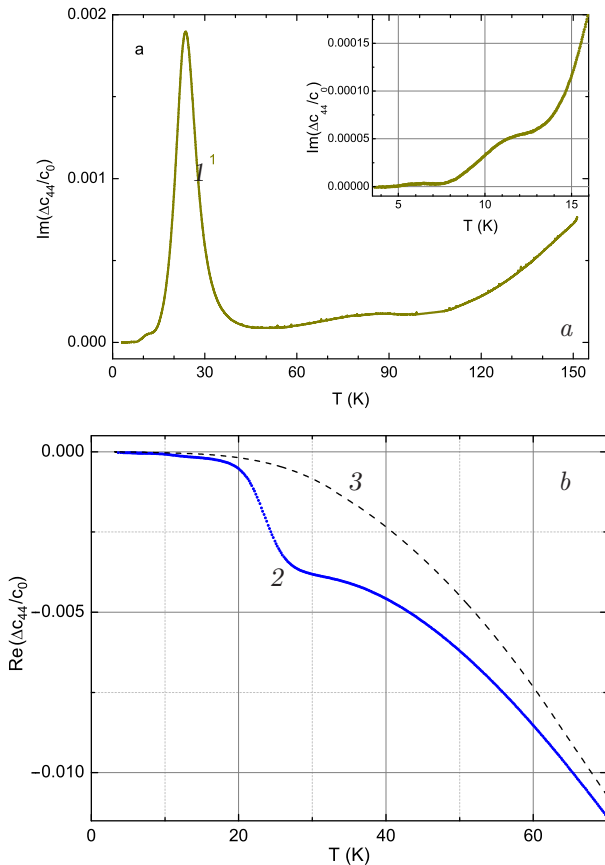 a
Im(Δc44/c0)
0.002
0.001
0.000
1 1
a
0 30 60 90 120 150
T (K)
Im(Δc44/c0)
0.00015
0.00010
0.00005
0.00000
5 10 15
T (K)
Re(Δc44/c0)
0.000
−0.005
−0.010
3
b
2
0 20 40 60
T (K)